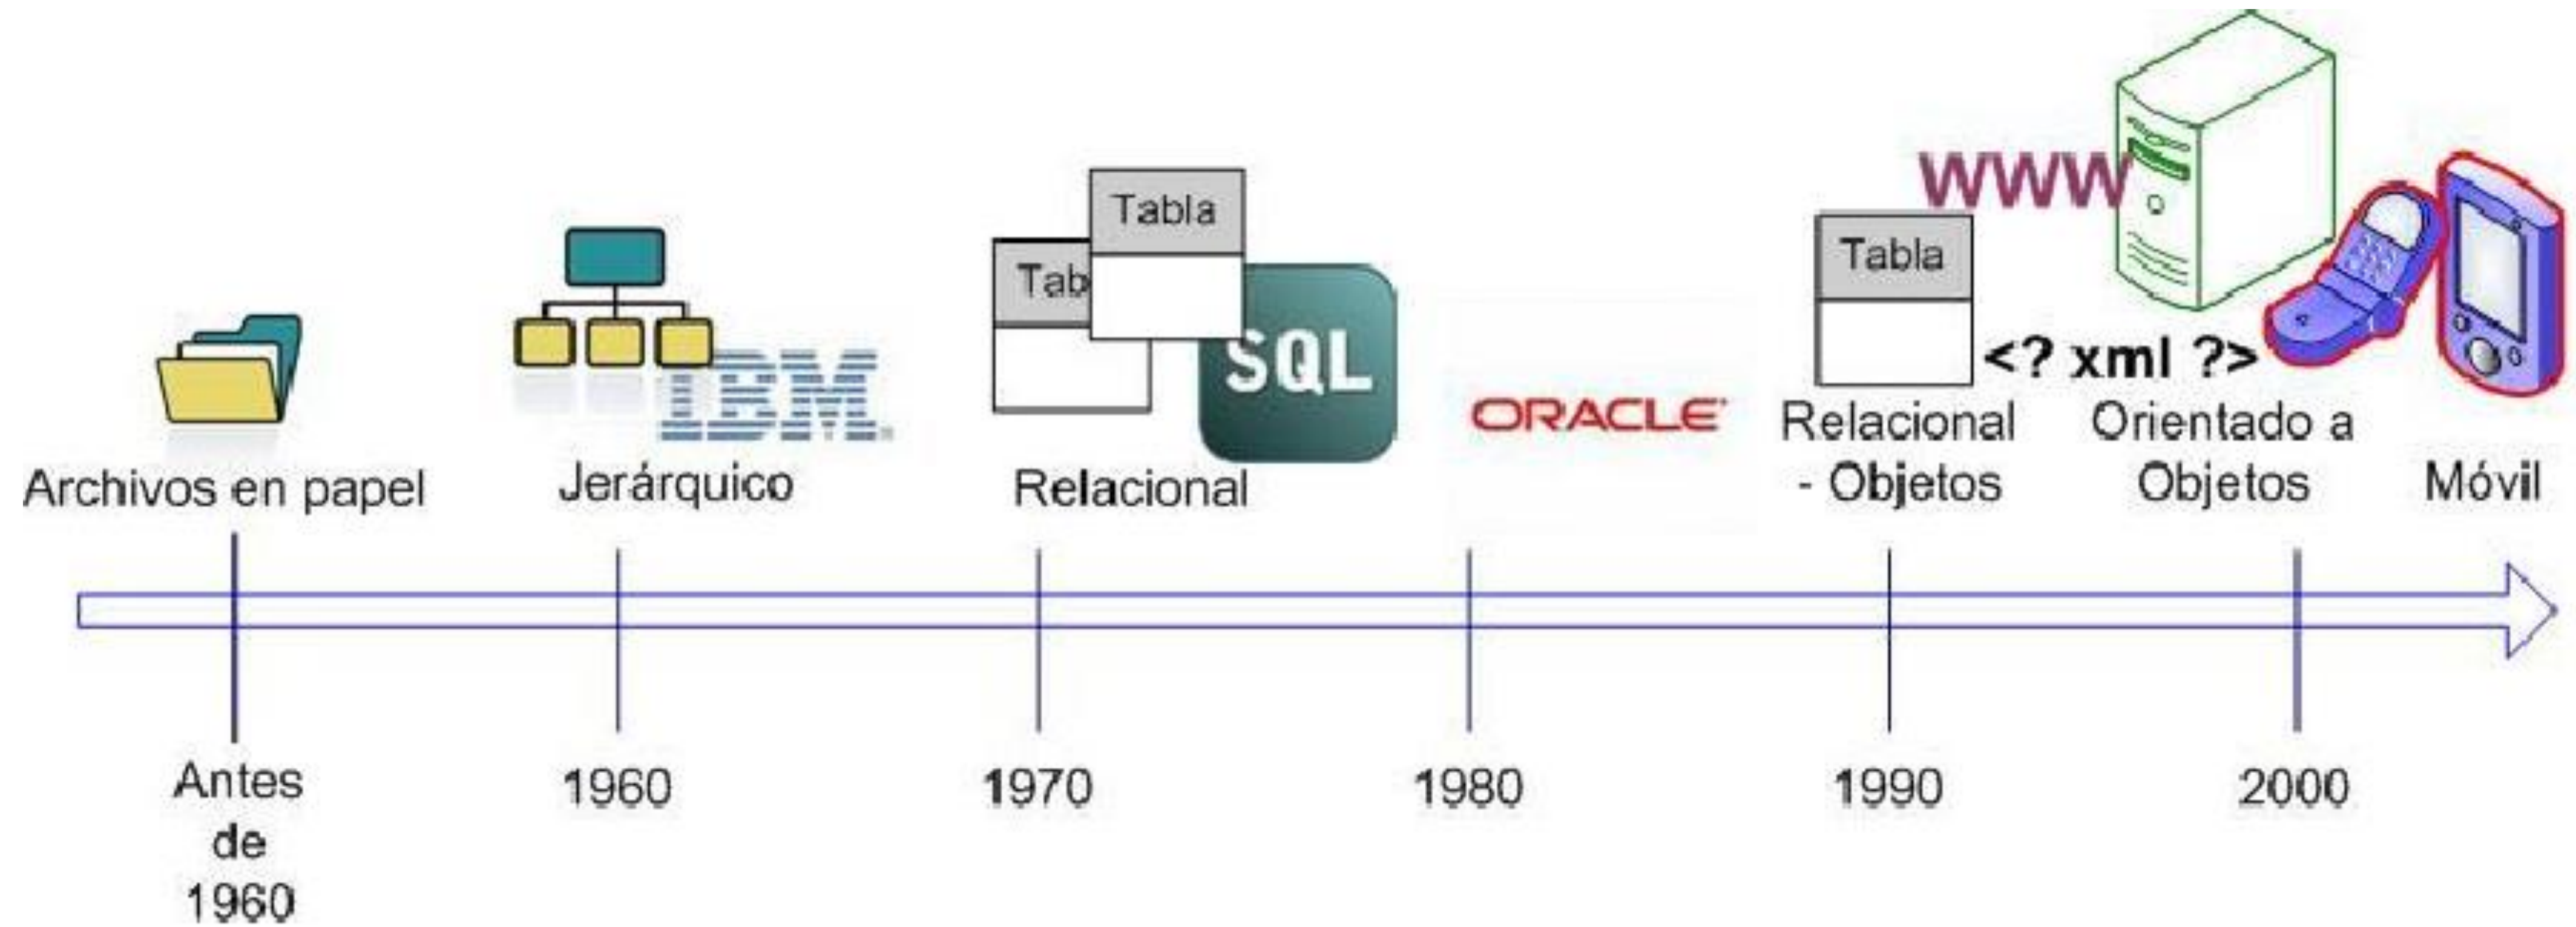 WWW
Tabla
Tab
Tabla
SQL
IBM
ORACLE
<? xml ?>
Archivos en papel
Jerárquico
Relacional
Relacional
- Objetos
Orientado a
Objetos
Móvil
Antes
de
1960
1960
1970
1980
1990
2000